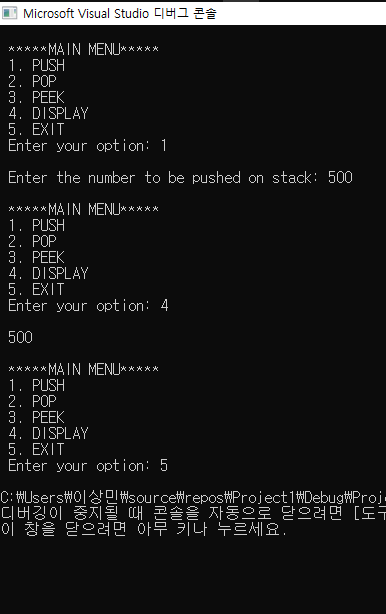 Microsoft Visual Studio 디버그 콘솔
*****MAIN MENU*****
1. PUSH
2. POP
3. PEEK
4. DISPLAY
5. EXIT
Enter your option: 1
Enter the number to be pushed on stack: 500
*****MAIN MENU*****
1. PUSH
2. POP
3. PEEK
4. DISPLAY
5. EXIT
Enter your option: 4
500
*****MAIN MENU*****
1. PUSH
2. POP
3. PEEK
4. DISPLAY
5. EXIT
Enter your option: 5
C:₩Users₩이상민₩source₩repos₩Project1₩Debug₩Proj
디버깅이 중지될 때 콘솔을 자동으로 닫으려면 [도구
이 창을 닫으려면 아무 키나 누르세요.